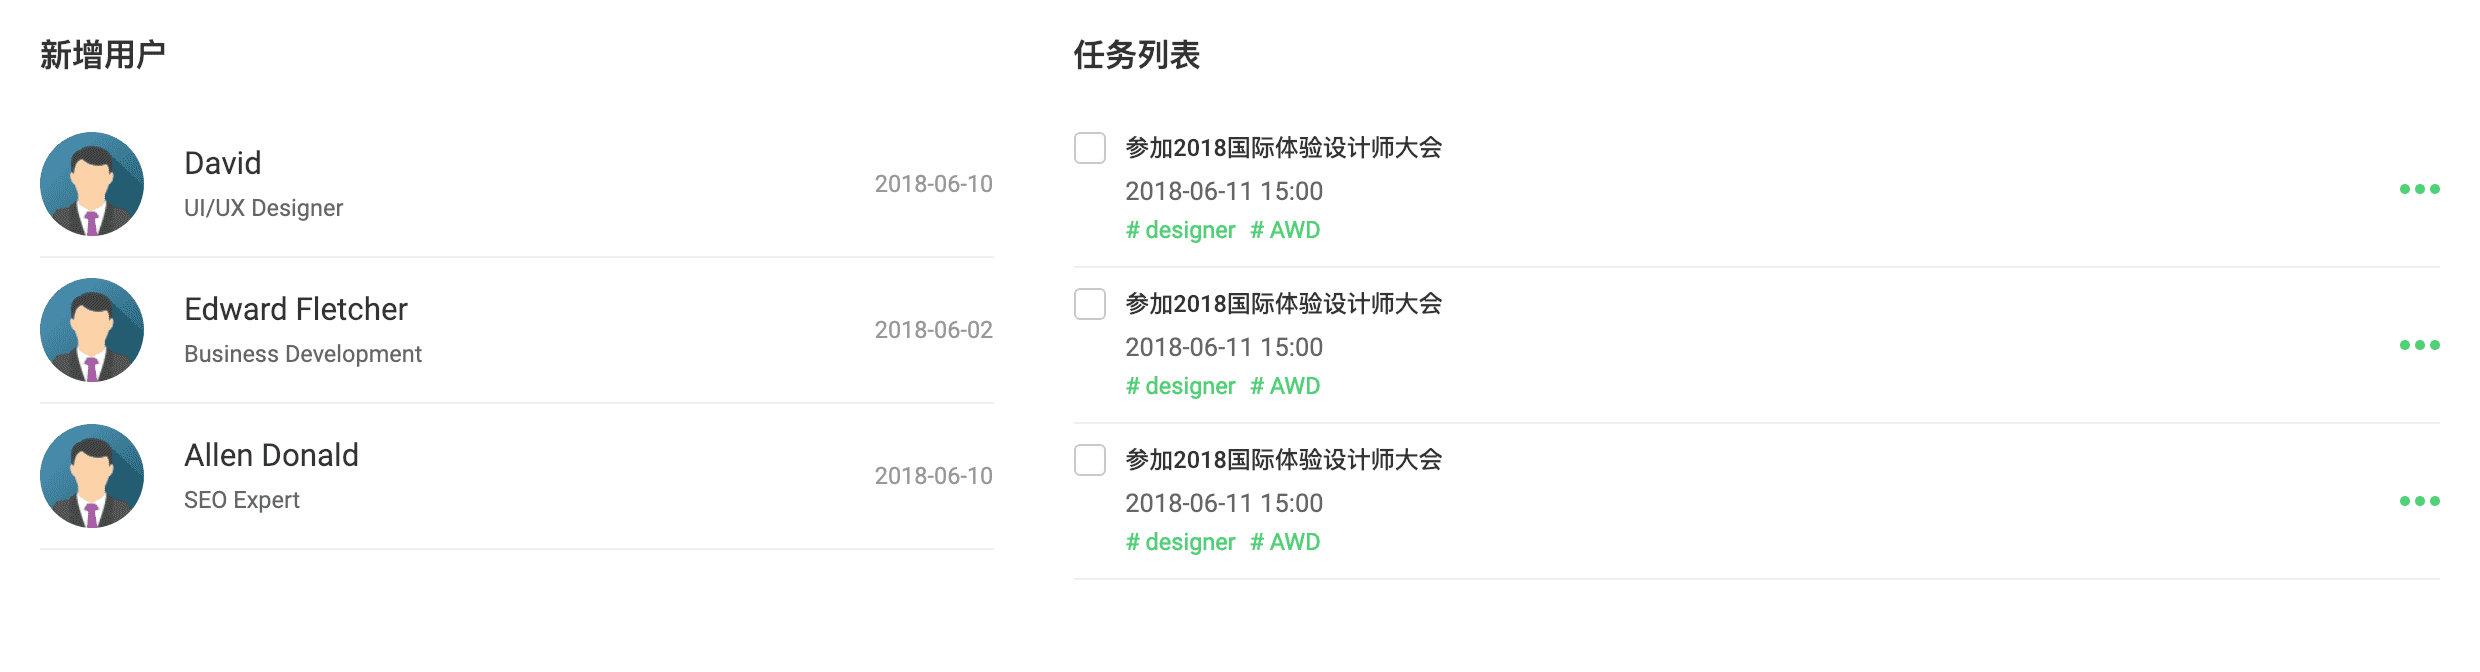 新增用户
David
UI/UX Designer
2018-06-10
Edward Fletcher
Business Development
2018-06-02
Allen Donald
SEO Expert
2018-06-10
任务列表
参加2018国际体验设计师大会
2018-06-11 15:00
# designer # AWD
参加2018国际体验设计师大会
2018-06-11 15:00
# designer # AWD
参加2018国际体验设计师大会
2018-06-11 15:00
# designer # AWD